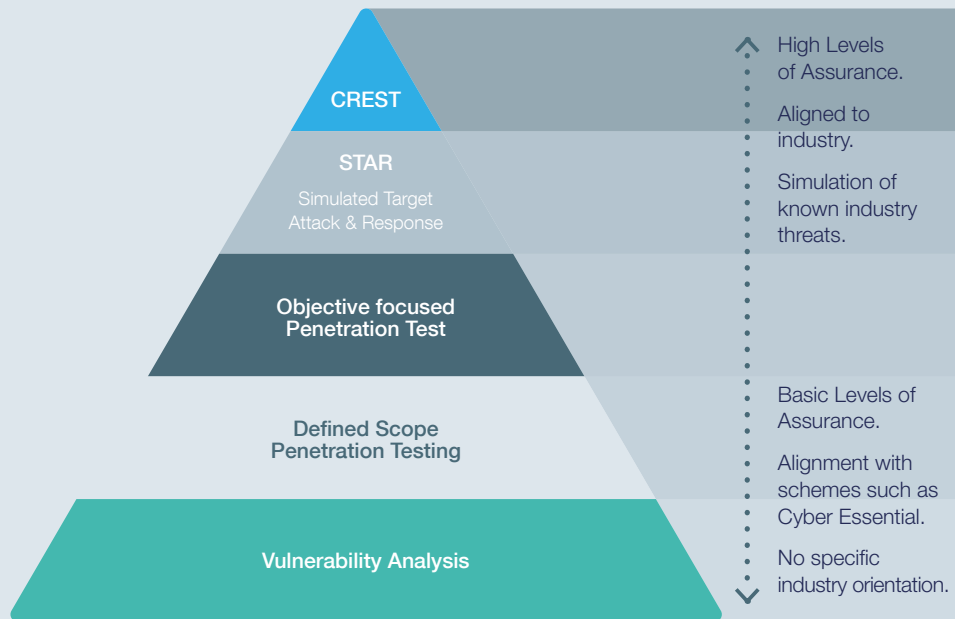 CREST
STAR
Simulated Target
Attack & Response
Objective focused
Penetration Test
Defined Scope
Penetration Testing
Vulnerability Analysis
High Levels
of Assurance.
Aligned to
industry.
Simulation of
known industry
threats.
Basic Levels of
Assurance.
Alignment with
schemes such as
Cyber Essential.
No specific
industry orientation.